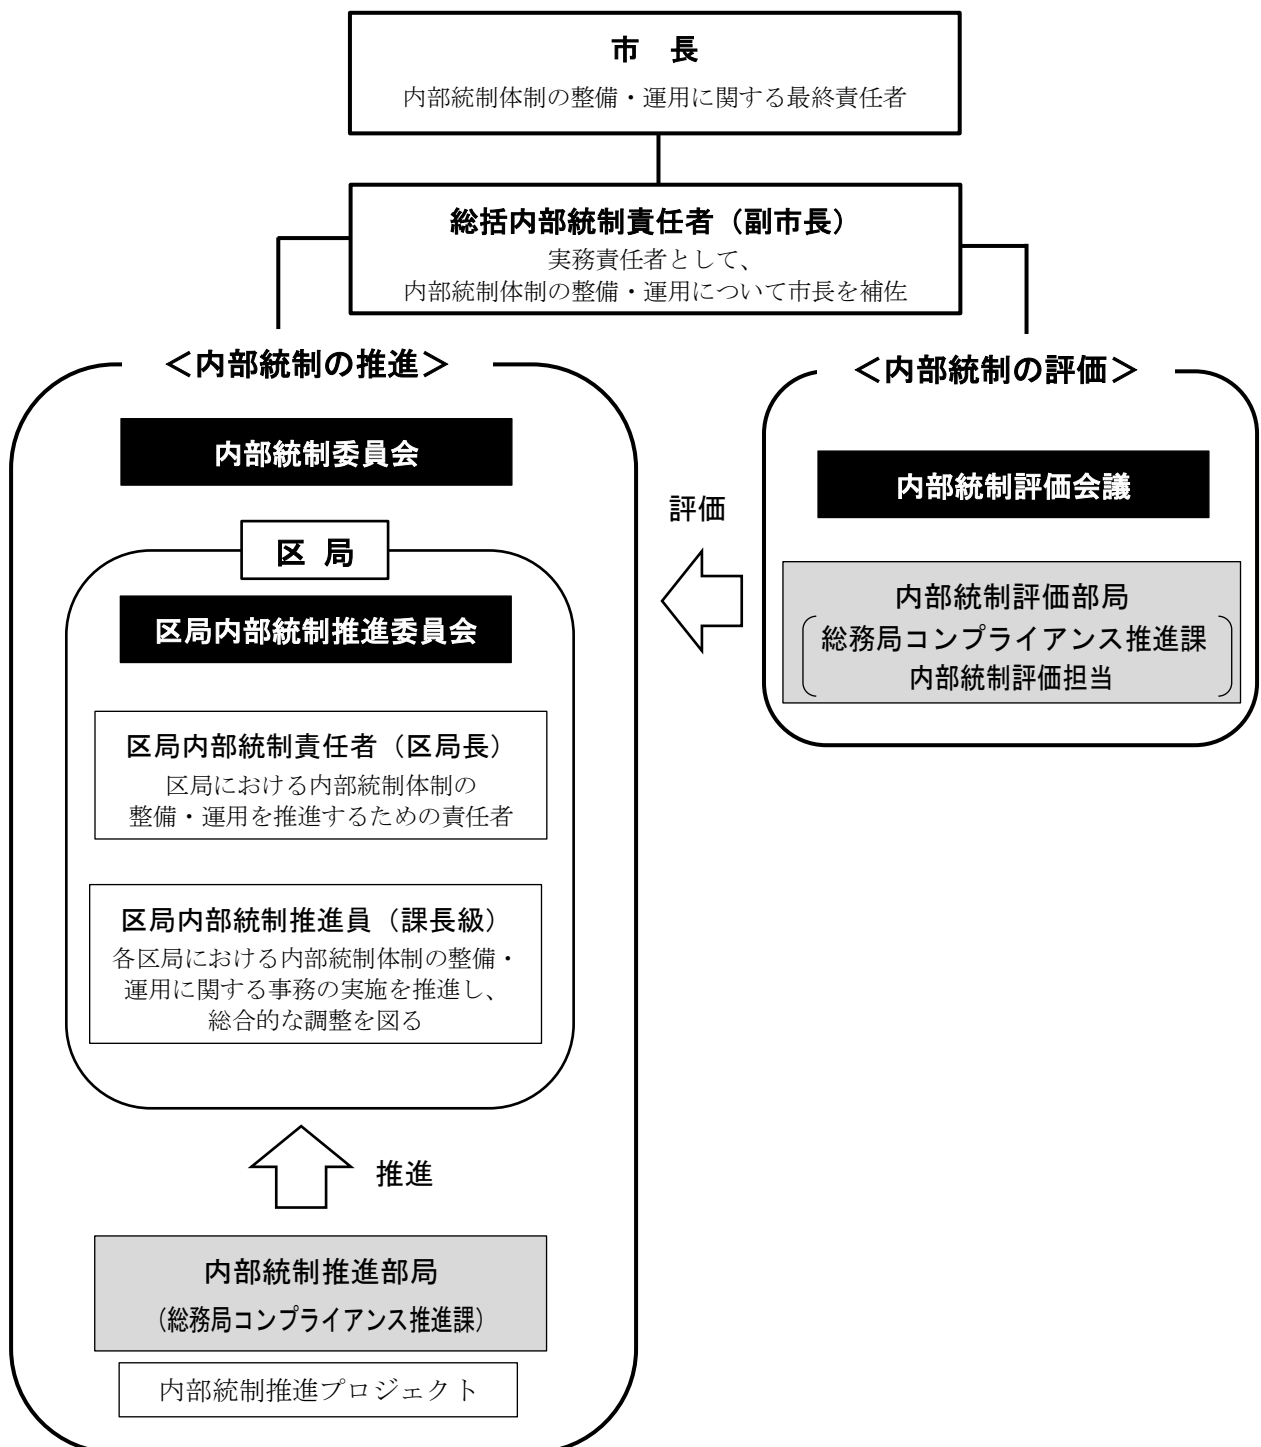 市　長
内部統制体制の整備・運用に関する最終責任者
総括内部統制責任者（副市長）
実務責任者として、
内部統制体制の整備・運用について市長を補佐
＜内部統制の推進＞
内部統制委員会
区 局
区局内部統制推進委員会
区局内部統制責任者（区局長）
区局における内部統制体制の
整備・運用を推進するための責任者
区局内部統制推進員（課長級）
各区局における内部統制体制の整備・
運用に関する事務の実施を推進し、
総合的な調整を図る
推進
内部統制推進部局
（総務局コンプライアンス推進課）
内部統制推進プロジェクト
評価
＜内部統制の評価＞
内部統制評価会議
内部統制評価部局
総務局コンプライアンス推進課
内部統制評価担当